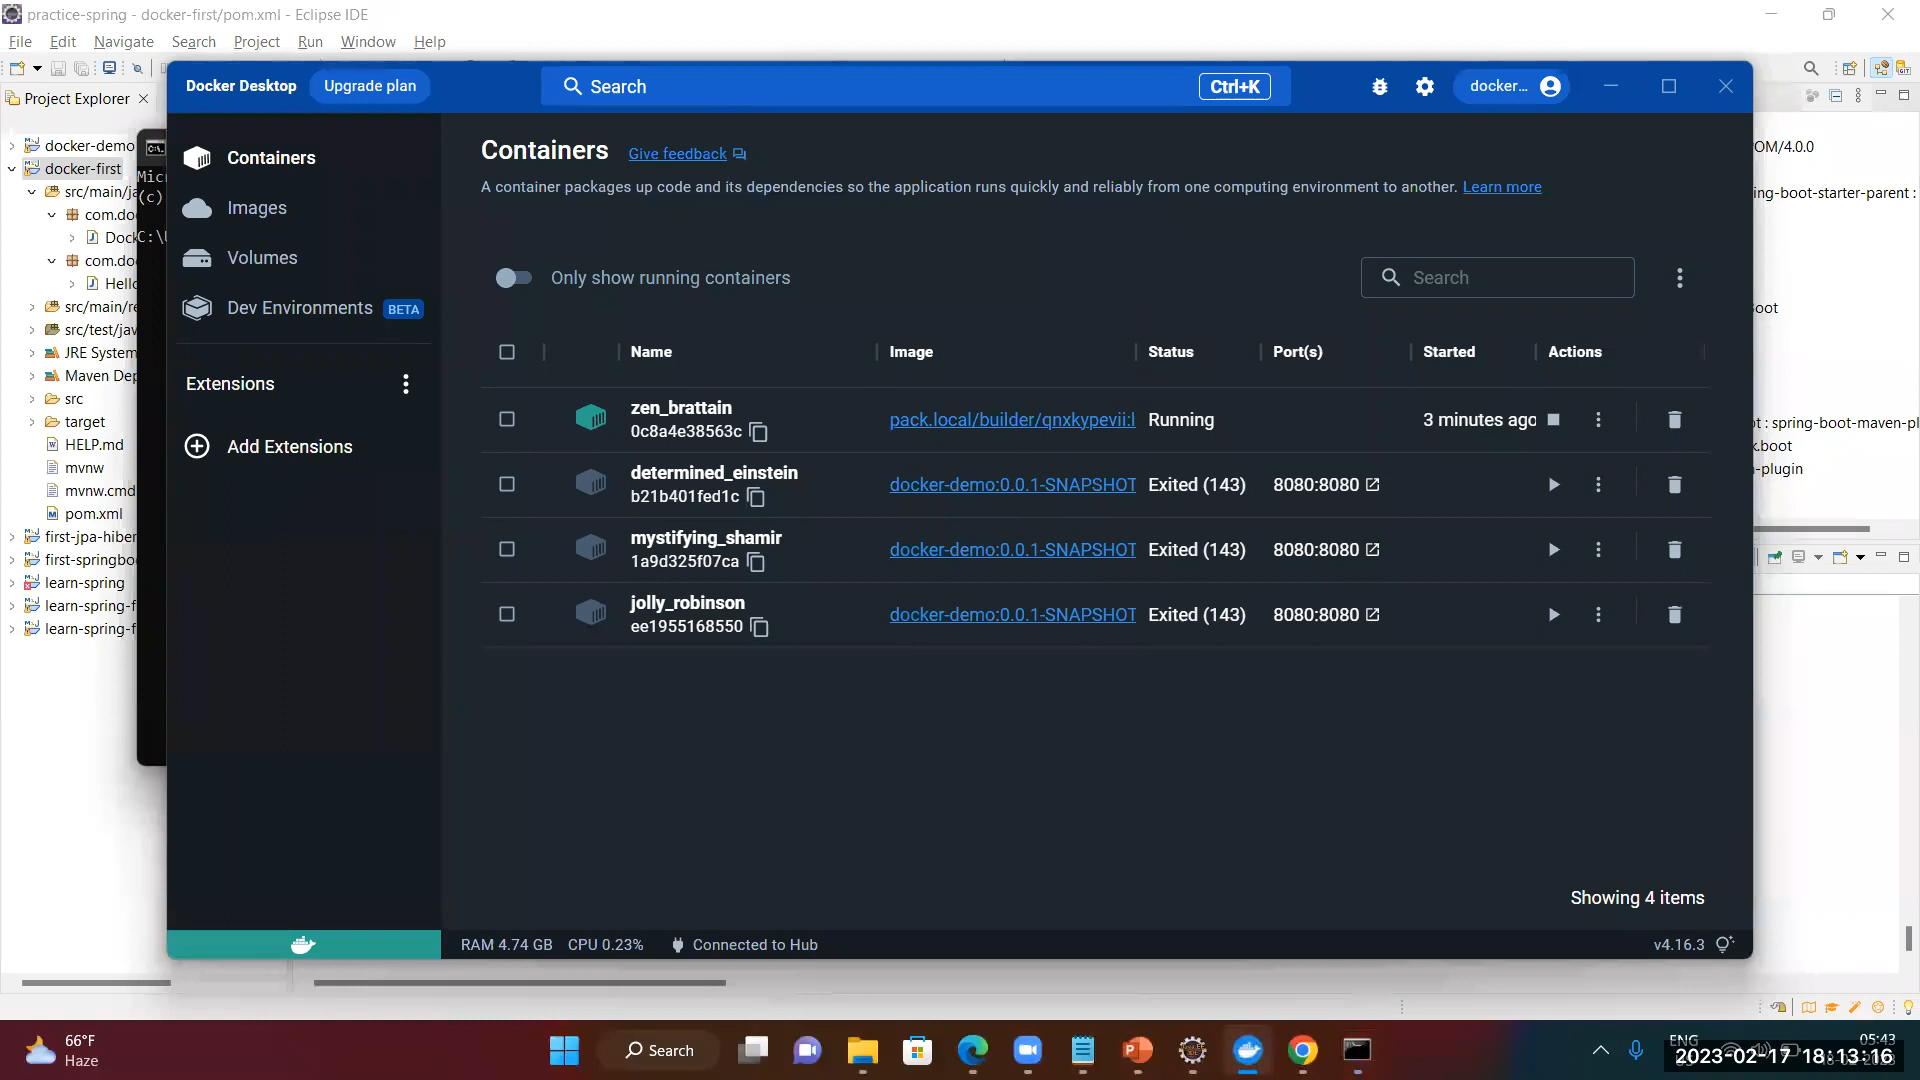 practice-spring - docker-first/pom.xml - Eclipse IDE
File Edit Navigate Search Project Run Window Help
Project Explorer
docker-demo
docker-first
src/main/ja
com.doc
Dock
com.doc
Hello
src/main/re
src/test/jav
JRE System
Maven Dep
src
target
HELP.md
mvnw
mvnw.cmd
pom.xml
first-jpa-hiber
first-springboo
learn-spring
learn-spring-f
learn-spring-f
Micr
(c)
C:\U
Docker Desktop
Upgrade plan
Search
Ctrl+K
docker...
Containers
Images
Volumes
Dev Environments BETA
Extensions
Add Extensions
Containers
Give feedback
A container packages up code and its dependencies so the application runs quickly and reliably from one computing environment to another. Learn more
Only show running containers
Search
Name Image Status Port(s) Started Actions
zen_brattain
0c8a4e38563c
pack.local/builder/qnxkypevii:l
Running
3 minutes ago
determined_einstein
b21b401fed1c
docker-demo:0.0.1-SNAPSHOT
Exited (143)
8080:8080
mystifying_shamir
1a9d325f07ca
docker-demo:0.0.1-SNAPSHOT
Exited (143)
8080:8080
jolly_robinson
ee1955168550
docker-demo:0.0.1-SNAPSHOT
Exited (143)
8080:8080
Showing 4 items
RAM 4.74 GB CPU 0.23% Connected to Hub
v4.16.3
OM/4.0.0
ing-boot-starter-parent :
oot
ot : spring-boot-maven-pl
k.boot
n-plugin
66°F
Haze
Search
ENG
05:43
2023-02-17 18:13:16